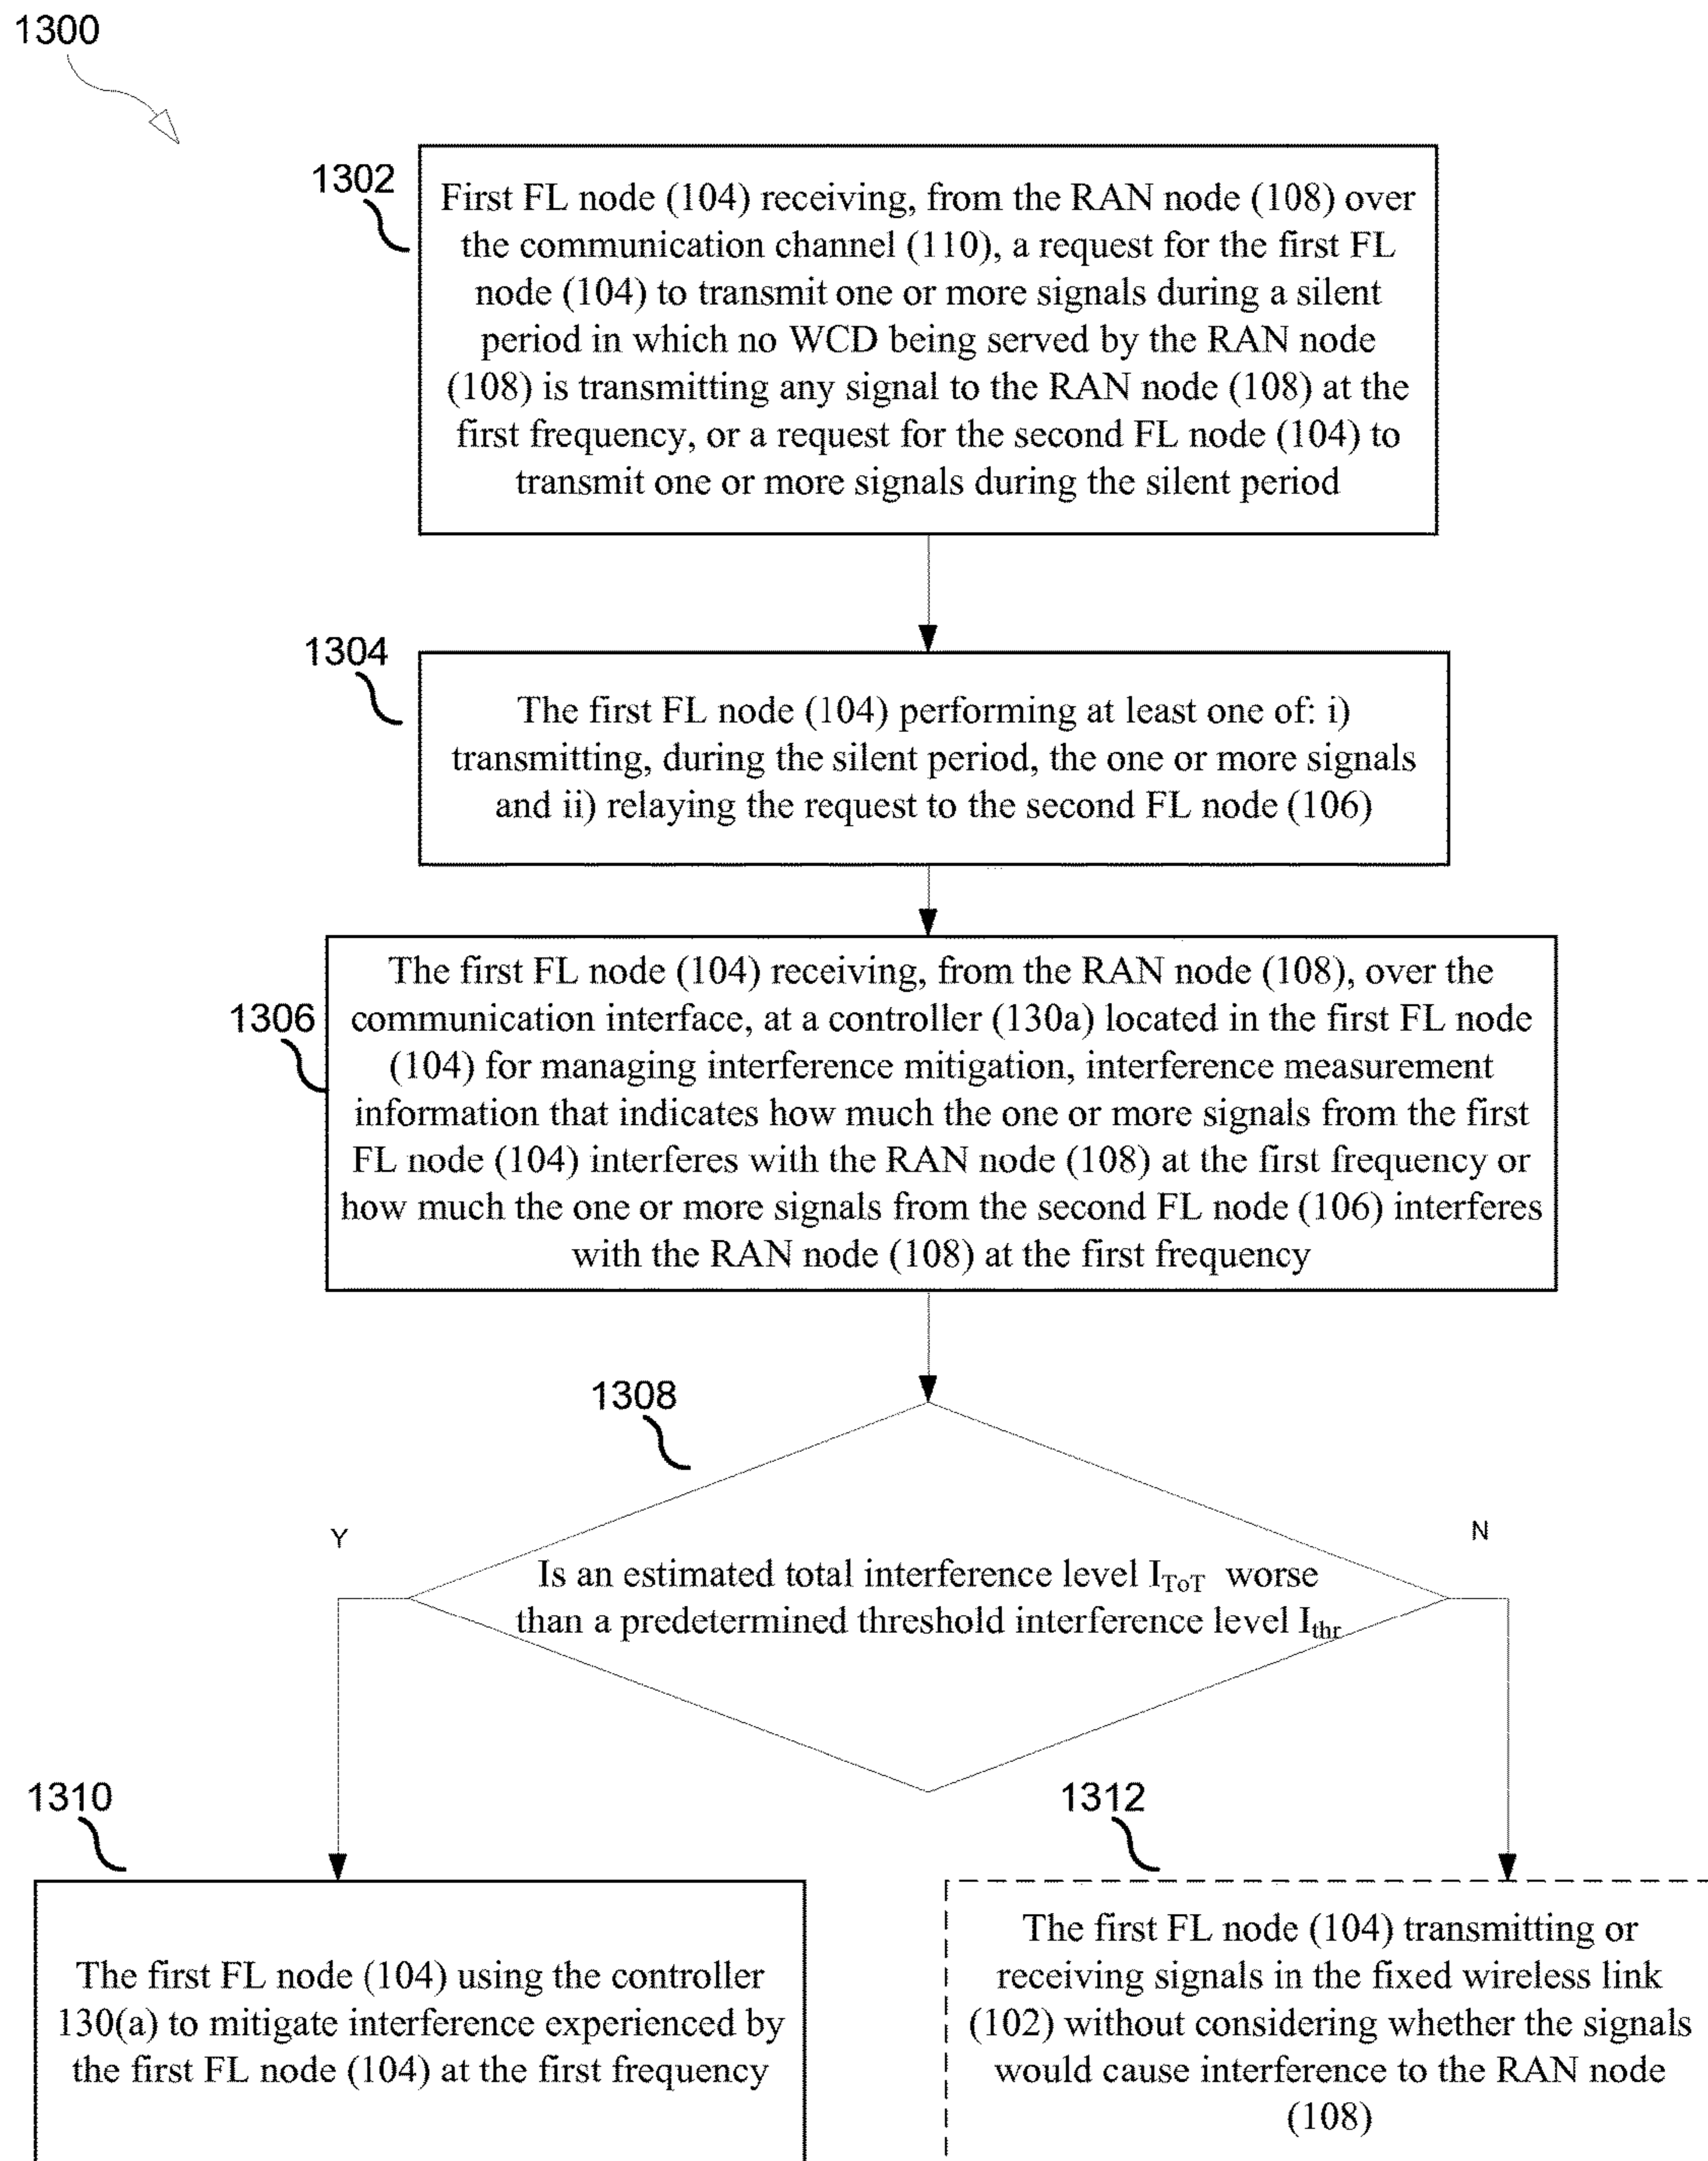 1300
1302
First FL node (104) receiving, from the RAN node (108) over
the communication channel (110), a request for the first FL
node (104) to transmit one or more signals during a silent
period in which no WCD being served by the RAN node
(108) is transmitting any signal to the RAN node (108) at the
first frequency, or a request for the second FL node (104) to
transmit one or more signals during the silent period
1304
The first FL node (104) performing at least one of: i)
transmitting, during the silent period, the one or more signals
and ii) relaying the request to the second FL node (106)
1306
The first FL node (104) receiving, from the RAN node (108), over the
communication interface, at a controller (130a) located in the first FL node
(104) for managing interference mitigation, interference measurement
information that indicates how much the one or more signals from the first
FL node (104) interferes with the RAN node (108) at the first frequency or
how much the one or more signals from the second FL node (106) interferes
with the RAN node (108) at the first frequency
1308
Y
N
Is an estimated total interference level I_ToT worse
than a predetermined threshold interference level I_thr
1310
The first FL node (104) using the controller
130(a) to mitigate interference experienced by
the first FL node (104) at the first frequency
1312
The first FL node (104) transmitting or
receiving signals in the fixed wireless link
(102) without considering whether the signals
would cause interference to the RAN node
(108)